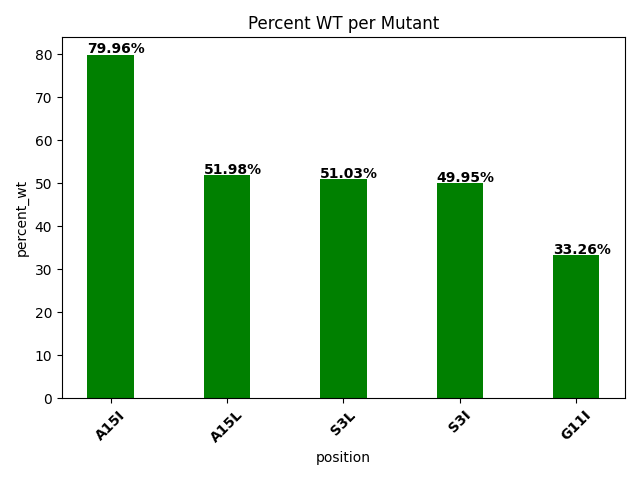 Percent WT per Mutant
percent_wt
80
70
60
50
40
30
20
10
0
79.96%
51.98%
51.03%
49.95%
33.26%
A15I
A15L
S3L
S3I
G11I
position